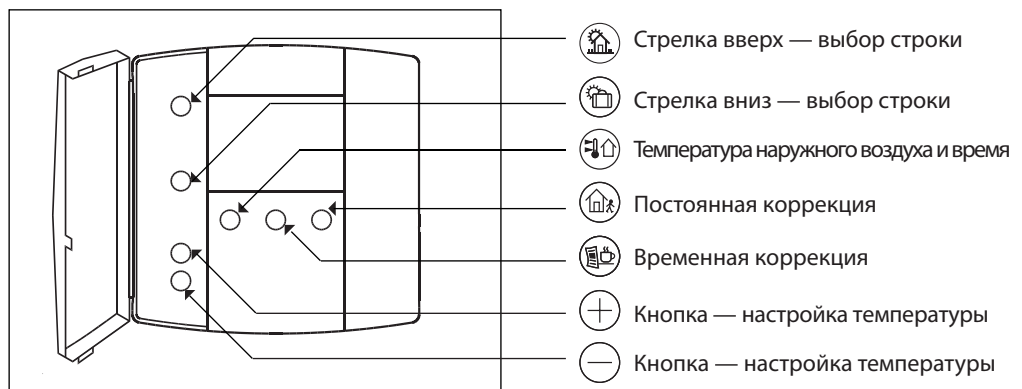 Стрелка вверх — выбор строки
Стрелка вниз — выбор строки
Температура наружного воздуха и время
Постоянная коррекция
Временная коррекция
Кнопка — настройка температуры
Кнопка — настройка температуры